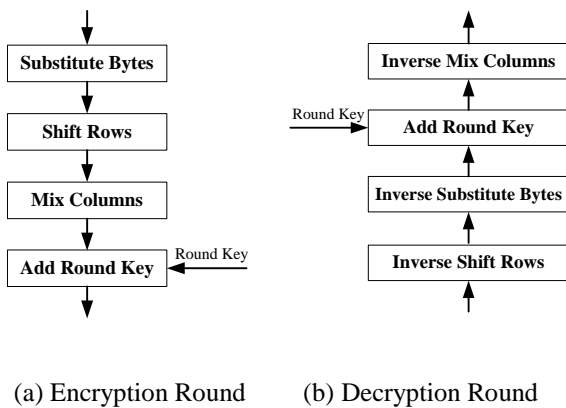 Substitute Bytes
Shift Rows
Mix Columns
Add Round Key
Round Key
Inverse Mix Columns
Round Key
Add Round Key
Inverse Substitute Bytes
Inverse Shift Rows
(a) Encryption Round
(b) Decryption Round